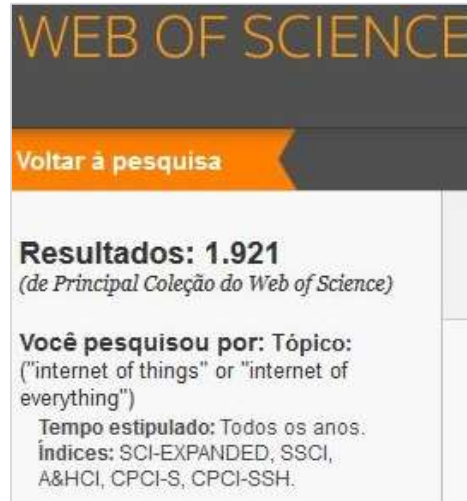 WEB OF SCIENCE
Voltar à pesquisa
Resultados: 1.921
(de Principal Coleção do Web of Science)
Você pesquisou por: Tópico:
("internet of things" or "internet of
everything")
Tempo estipulado: Todos os anos.
Índices: SCI-EXPANDED, SSCI,
A&HCI, CPCI-S, CPCI-SSH.